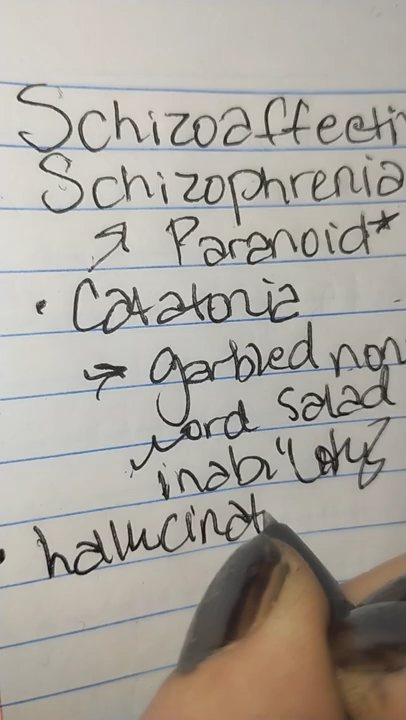 Schizoaffecti
Schizophrenia
→ Paranoid*
• Catatonia
→ garbled non
word salad
inability
• hallucinat